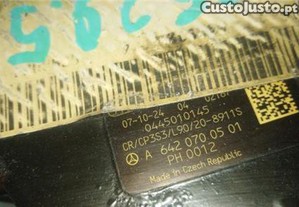 CustoJusto.pt
07-10-24 04
0445010145
CR/CP3S3/L90/20-8911S
A 642 070 05 01
PH 0012
Made in Czech Republic